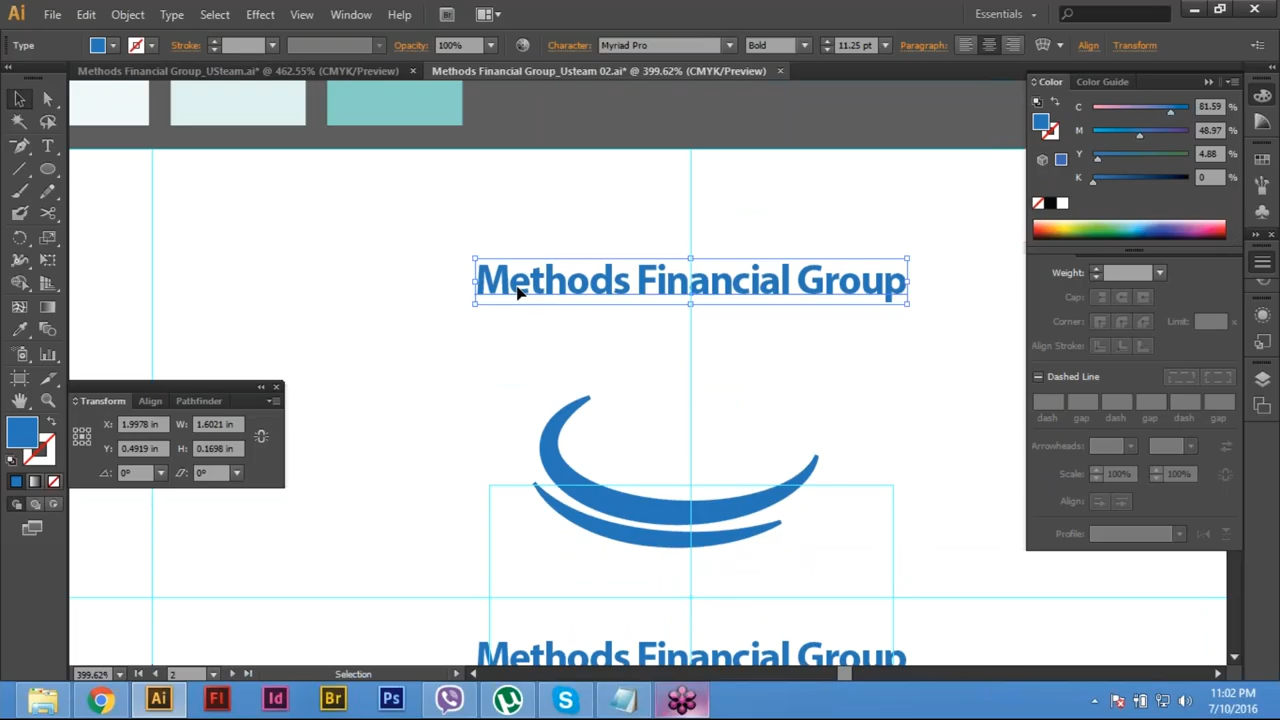 Ai File Edit Object Type Select Effect View Window Help Br Essentials
Type Stroke: Opacity: 100% Character: Myriad Pro Bold 11.25 pt Paragraph: Align Transform
Methods Financial Group_USteam.ai* @ 462.55% (CMYK/Preview) × Methods Financial Group_Usteam 02.ai* @ 399.62% (CMYK/Preview) ×
Color Color Guide
C 81.59 %
M 48.97 %
Y 4.88 %
K 0 %
Methods Financial Group
Weight:
Cap:
Corner: Limit: x
Align Stroke:
Dashed Line
dash gap dash gap dash gap
Arrowheads:
Scale: 100% 100%
Align:
Profile:
Transform Align Pathfinder
X: 1.9978 in W: 1.6021 in
Y: 0.4919 in H: 0.1698 in
0° 0°
Methods Financial Group
399.62% 2 Selection
Ai Fl Id Br Ps
11:02 PM
7/10/2016